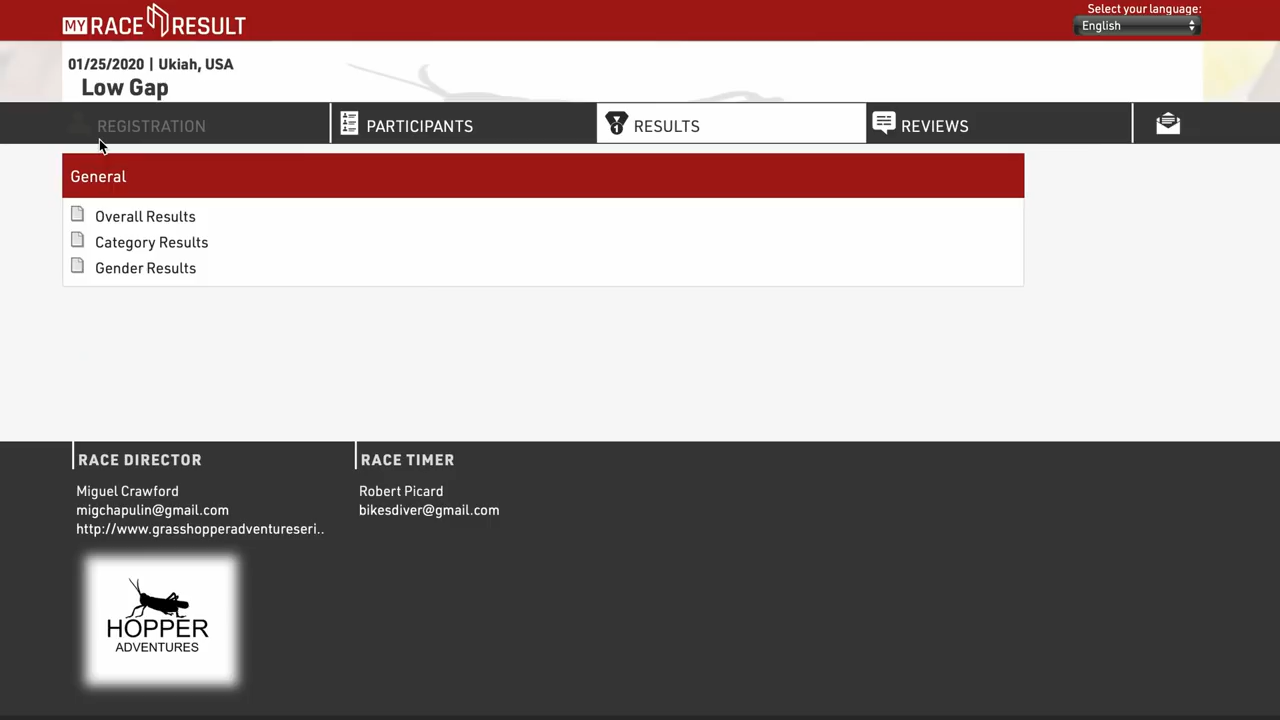 MY RACE RESULT
Select your language:
English
01/25/2020 | Ukiah, USA
Low Gap
REGISTRATION
PARTICIPANTS
RESULTS
REVIEWS
General
Overall Results
Category Results
Gender Results
RACE DIRECTOR
Miguel Crawford
migchapulin@gmail.com
http://www.grasshopperadventureseri..
RACE TIMER
Robert Picard
bikesdiver@gmail.com
HOPPER
ADVENTURES